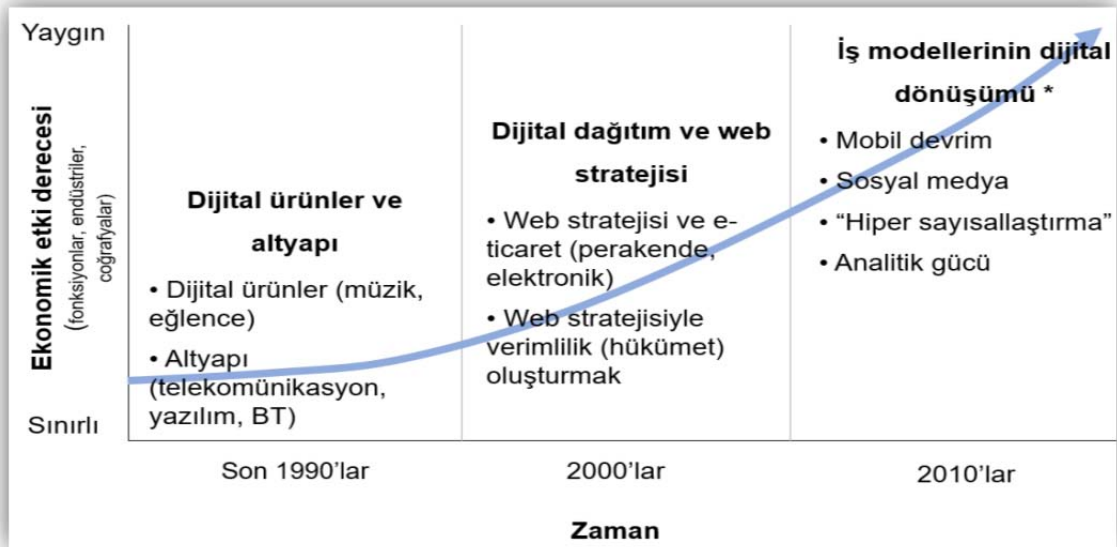 Yaygın
Ekonomik etki derecesi
(fonksiyonlar, endüstriler,
coğrafyalar)
Sınırlı
Dijital ürünler ve
altyapı
• Dijital ürünler (müzik,
eğlence)
• Altyapı
(telekomünikasyon,
yazılım, BT)
Dijital dağıtım ve web
stratejisi
• Web stratejisi ve e-
ticaret (perakende,
elektronik)
• Web stratejisiyle
verimlilik (hükümet)
oluşturmak
İş modellerinin dijital
dönüşümü *
• Mobil devrim
• Sosyal medya
• “Hiper sayısallaştırma”
• Analitik gücü
Son 1990’lar
2000’lar
2010’lar
Zaman